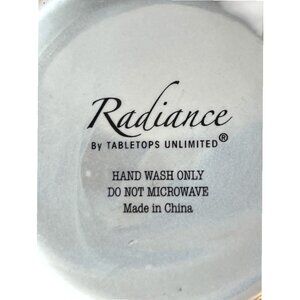 Radiance
By TABLETOPS UNLIMITED®
HAND WASH ONLY
DO NOT MICROWAVE
Made in China